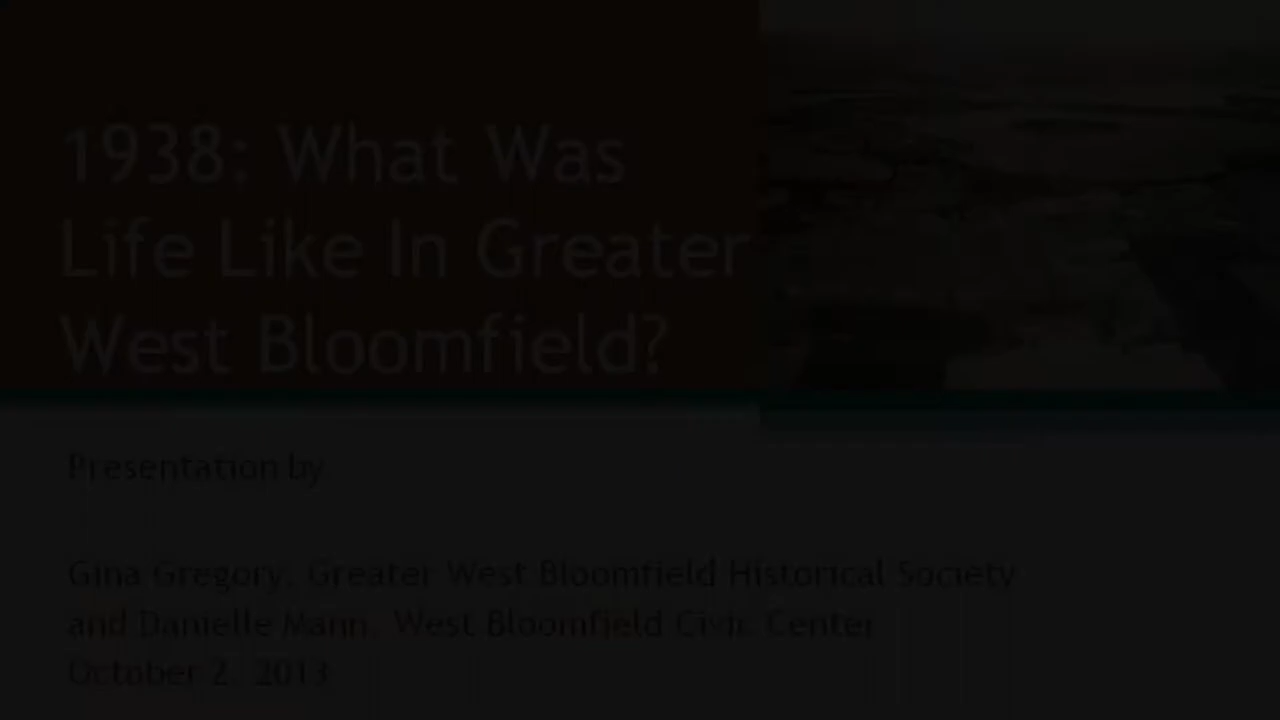 1938: What Was
Life Like In Greater
West Bloomfield?
Presentation by
Gina Gregory, Greater West Bloomfield Historical Society
and Danielle Mann, West Bloomfield Civic Center
October 2, 2013